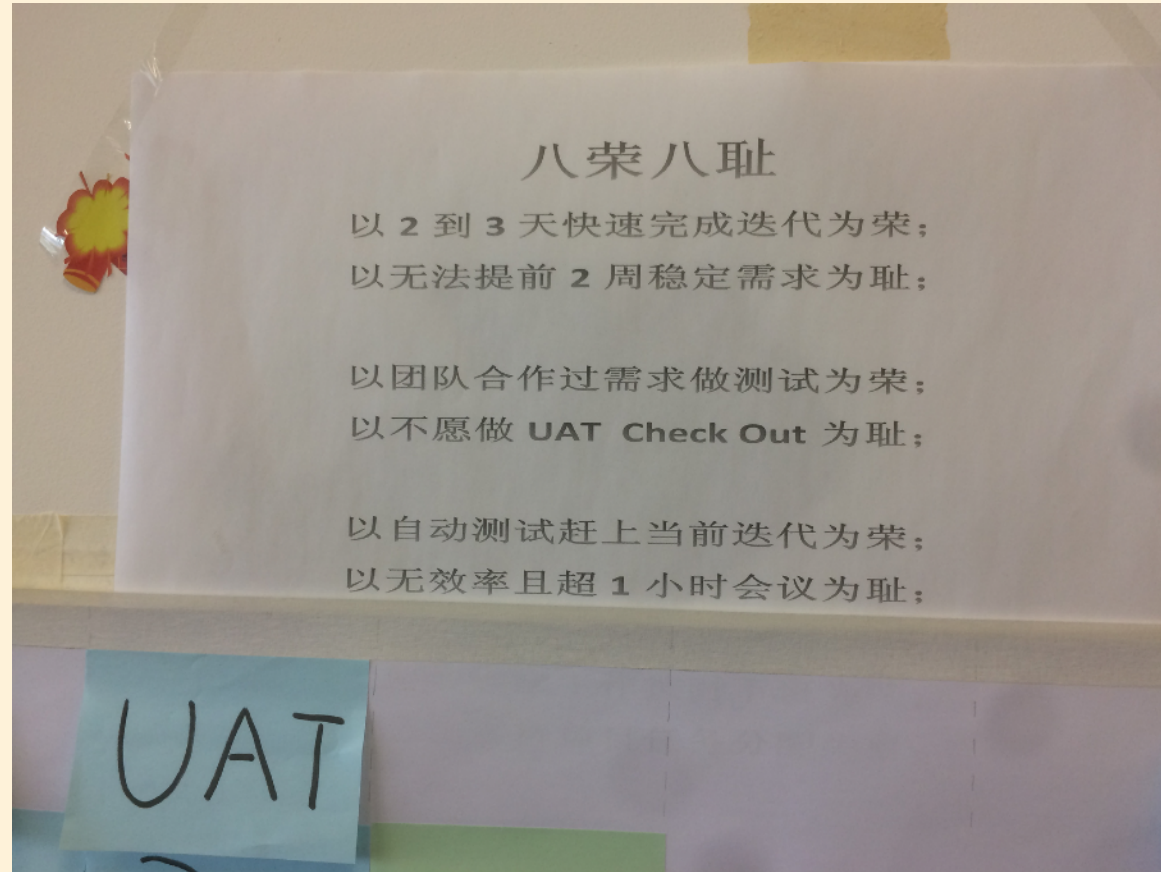 八荣八耻
以 2 到 3 天快速完成迭代为荣；
以无法提前 2 周稳定需求为耻；
以团队合作过需求做测试为荣；
以不愿做 UAT Check Out 为耻；
以自动测试赶上当前迭代为荣；
以无效率且超 1 小时会议为耻；
UAT